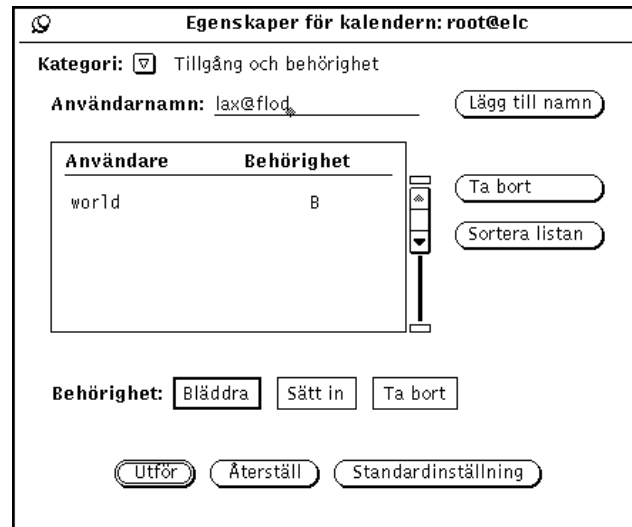 Egenskaper för kalendern: root@elc
Kategori: Tillgång och behörighet
Användarnamn: lax@flod
Lägg till namn
Användare Behörighet
world B
Ta bort
Sortera listan
Behörighet: Bläddra Sätt in Ta bort
Utför Återställ Standardinställning